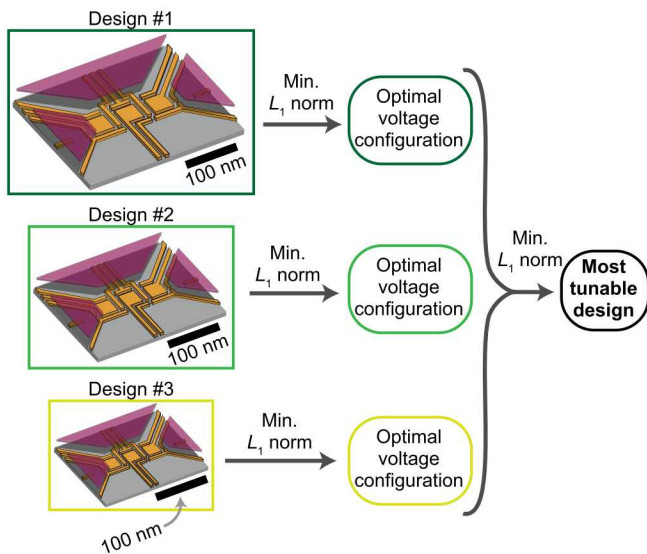 Design #1
Min.
L₁ norm
Optimal
voltage
configuration
100 nm
Design #2
Min.
L₁ norm
Optimal
voltage
configuration
100 nm
Min.
L₁ norm
Most
tunable
design
Design #3
Min.
L₁ norm
Optimal
voltage
configuration
100 nm